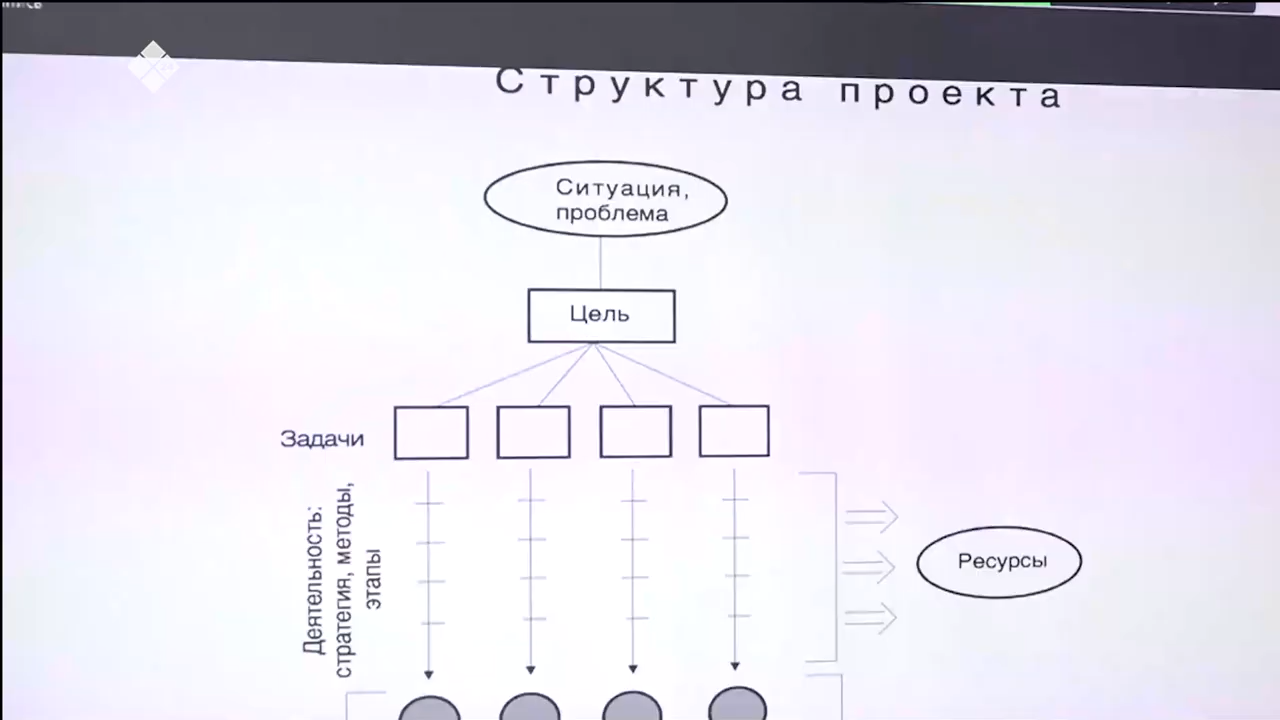 Структура проекта
Ситуация,
проблема
Цель
Задачи
Деятельность:
стратегия, методы,
этапы
Ресурсы